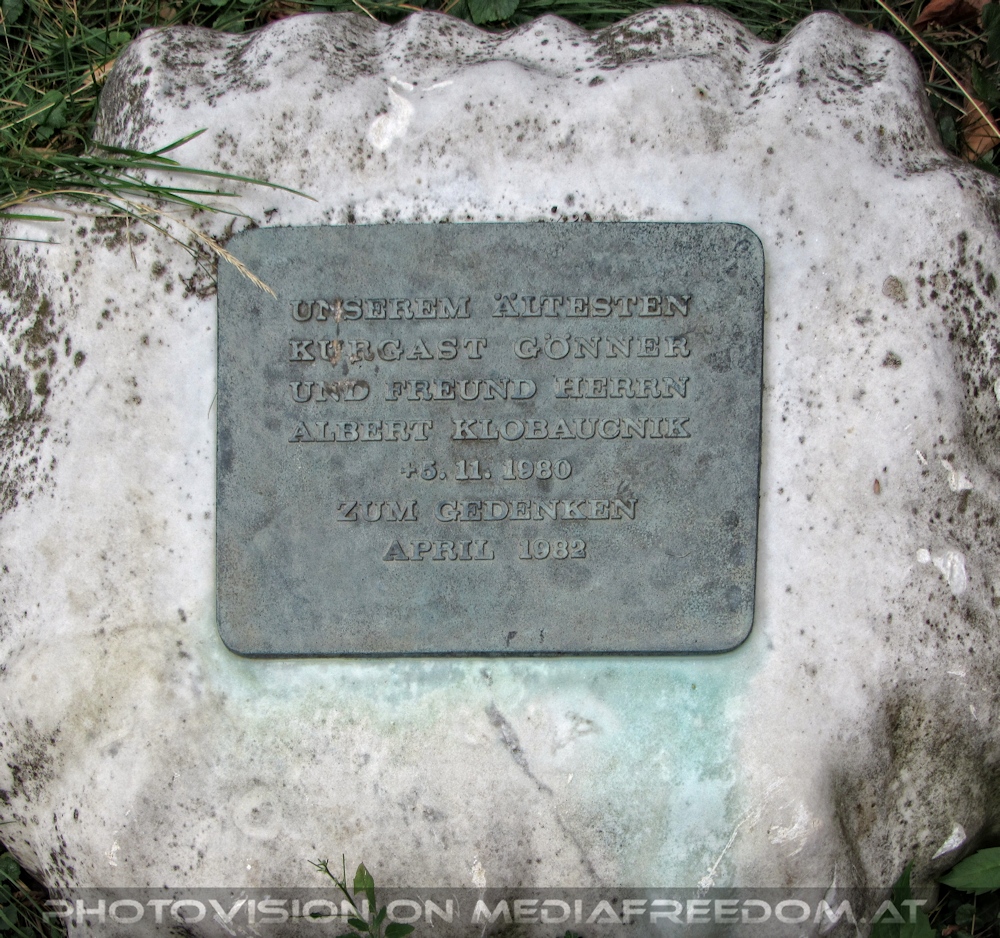 UNSEREM ÄLTESTEN
KURGAST GÖNNER
UND FREUND HERRN
ALBERT KLOBAUCNIK
+5. 11. 1980
ZUM GEDENKEN
APRIL 1982
PHOTOVISION ON MEDIAFREEDOM.AT